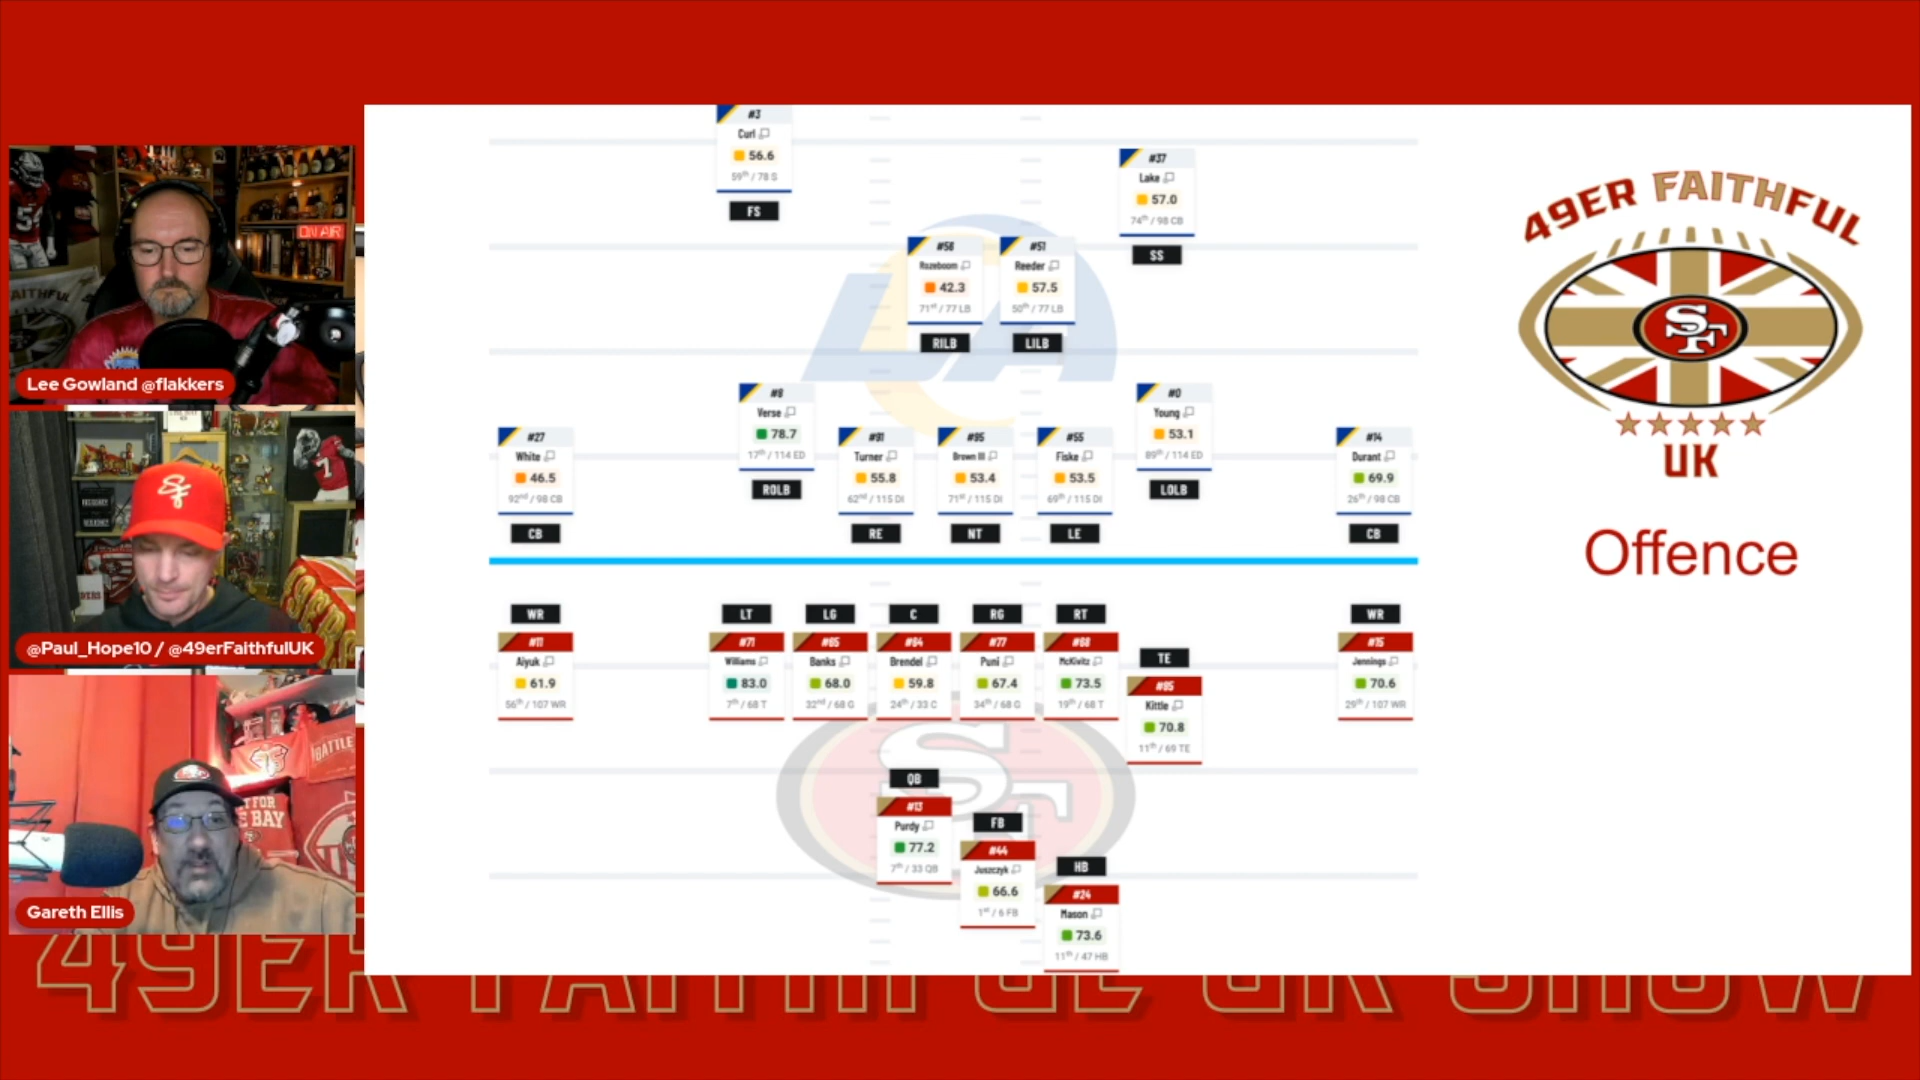 #3
Curl
56.6
59th / 78 S
FS
#37
Lake
57.0
74th / 98 CB
SS
#56
Rozeboom
42.3
71st / 77 LB
RILB
#51
Reeder
57.5
50th / 77 LB
LILB
#27
White
46.5
92nd / 98 CB
CB
#8
Verse
78.7
17th / 114 ED
ROLB
#91
Turner
55.8
62nd / 115 DI
RE
#95
Brown III
53.4
71st / 115 DI
NT
#55
Fiske
53.5
69th / 115 DI
LE
#0
Young
53.1
89th / 114 ED
LOLB
#14
Durant
69.9
26th / 98 CB
CB
WR
#11
Aiyuk
61.9
56th / 107 WR
LT
#71
Williams
83.0
7th / 68 T
LG
#65
Banks
68.0
32nd / 68 G
C
#64
Brendel
59.8
24th / 33 C
RG
#77
Puni
67.4
34th / 68 G
RT
#68
McKivitz
73.5
19th / 68 T
TE
#85
Kittle
70.8
11th / 69 TE
WR
#15
Jennings
70.6
29th / 107 WR
QB
#13
Purdy
77.2
7th / 33 QB
FB
#44
Juszczyk
66.6
1st / 6 FB
HB
#24
Mason
73.6
11th / 47 HB
LA
SF
49ER FAITHFUL
SF
UK
Offence
ON AIR
Lee Gowland @flakkers
@Paul_Hope10 / @49erFaithfulUK
Gareth Ellis
49ER FAITHFUL UK SHOW